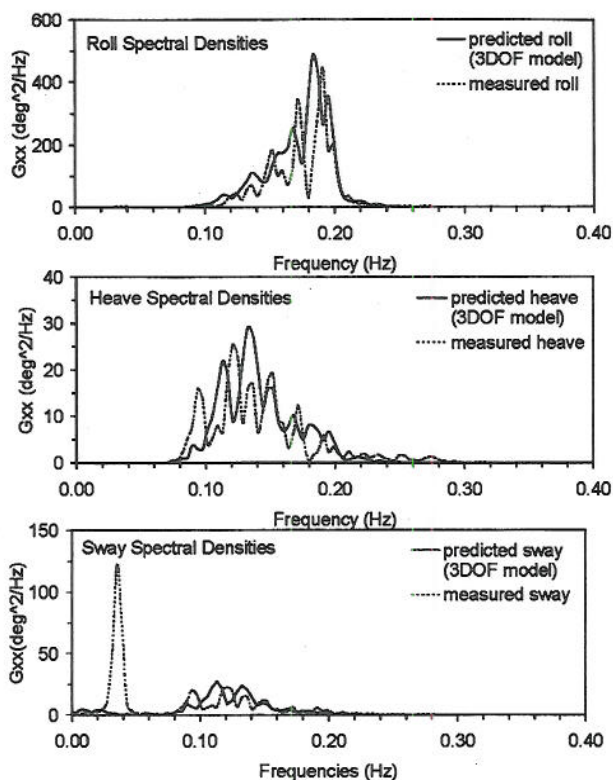 Roll Spectral Densities
predicted roll
(3DOF model)
measured roll
Gxx (deg^2/Hz)
600
400
200
0
0.00 0.10 0.20 0.30 0.40
Frequency (Hz)
Heave Spectral Densities
predicted heave
(3DOF model)
measured heave
Gxx (deg^2/Hz)
40
30
20
10
0
0.00 0.10 0.20 0.30 0.40
Frequency (Hz)
Sway Spectral Densities
predicted sway
(3DOF model)
measured sway
Gxx(deg^2/Hz)
150
100
50
0
0.00 0.10 0.20 0.30 0.40
Frequencies (Hz)